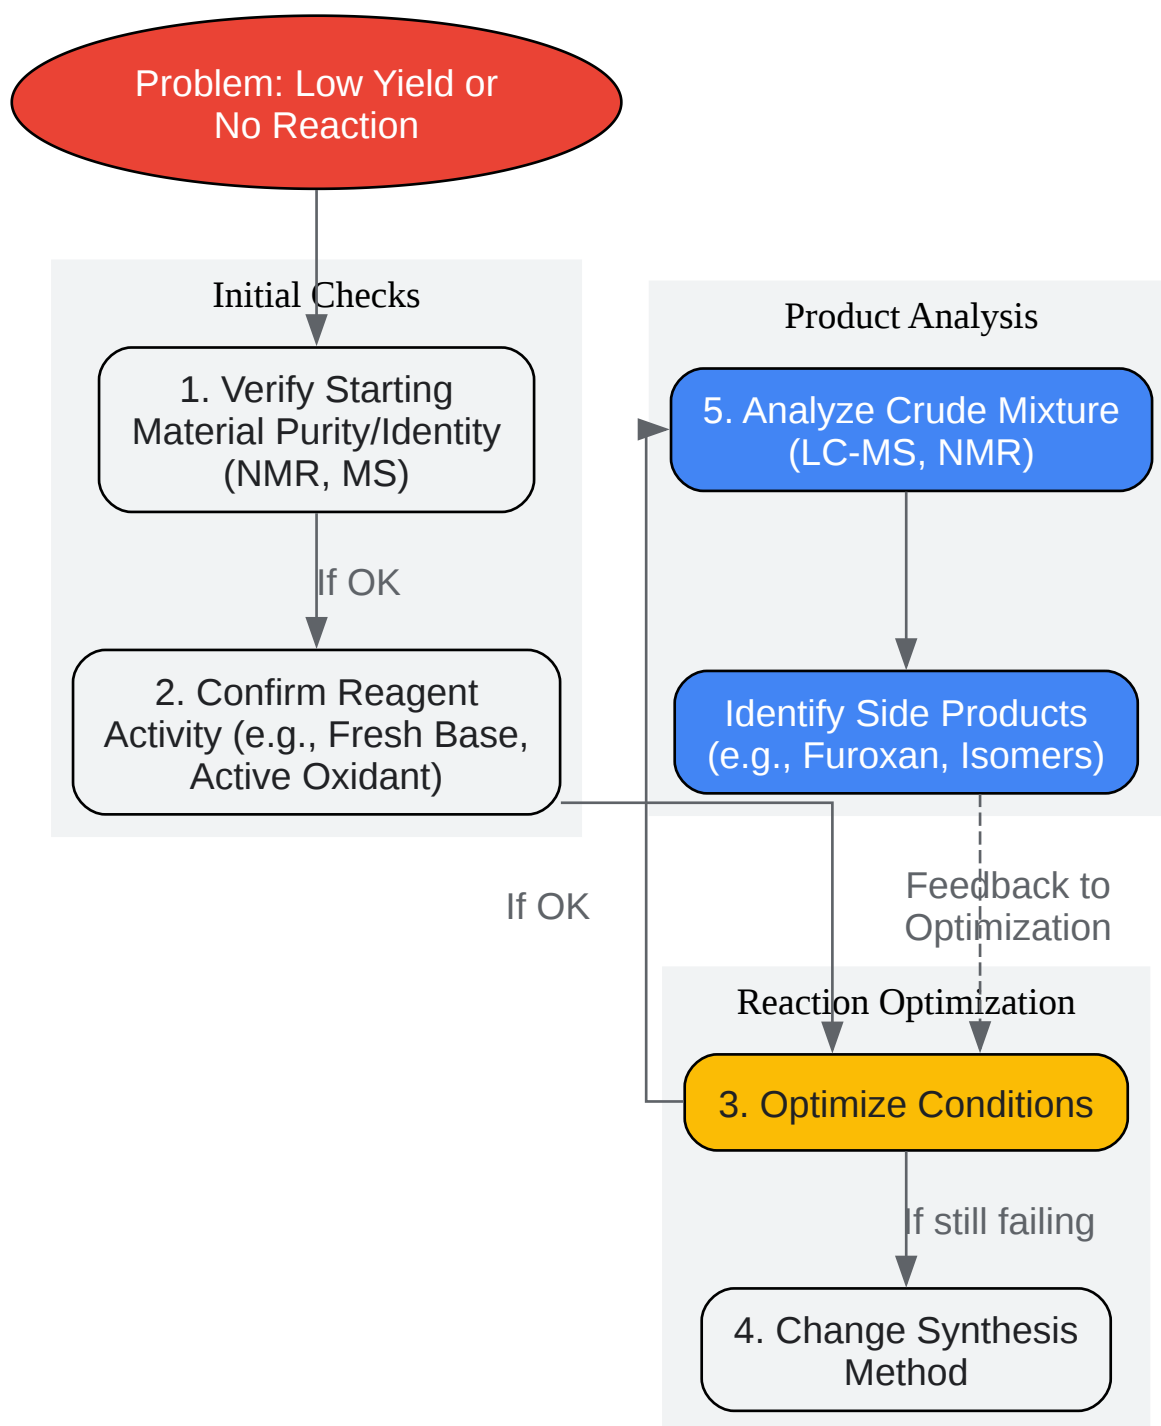 Problem: Low Yield or
No Reaction
Initial Checks
1. Verify Starting
Material Purity/Identity
(NMR, MS)
If OK
2. Confirm Reagent
Activity (e.g., Fresh Base,
Active Oxidant)
If OK
Product Analysis
5. Analyze Crude Mixture
(LC-MS, NMR)
Identify Side Products
(e.g., Furoxan, Isomers)
Feedback to
Optimization
Reaction Optimization
3. Optimize Conditions
If still failing
4. Change Synthesis
Method